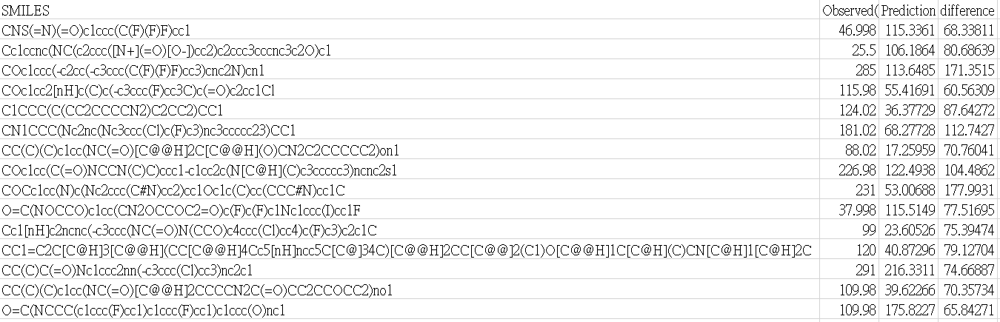 SMILES Observed( Prediction difference
CNS(=N)(=O)c1ccc(C(F)(F)F)cc1 46.998 115.3361 68.33811
Cc1ccnc(NC(c2ccc([N+](=O)[O-])cc2)c2ccc3cccnc3c2O)c1 25.5 106.1864 80.68639
COc1ccc(-c2cc(-c3ccc(C(F)(F)F)cc3)cnc2N)cn1 285 113.6485 171.3515
COc1cc2[nH]c(C)c(-c3ccc(F)cc3C)c(=O)c2cc1Cl 115.98 55.41691 60.56309
C1CCC(C(CC2CCCCN2)C2CC2)CC1 124.02 36.37729 87.64272
CN1CCC(Nc2nc(Nc3ccc(Cl)c(F)c3)nc3ccccc23)CC1 181.02 68.27728 112.7427
CC(C)(C)c1cc(NC(=O)[C@@H]2C[C@@H](O)CN2C2CCCCC2)on1 88.02 17.25959 70.76041
COc1cc(C(=O)NCCN(C)C)ccc1-c1cc2c(N[C@H](C)c3ccccc3)ncnc2s1 226.98 122.4938 104.4862
COCc1cc(N)c(Nc2ccc(C#N)cc2)cc1Oc1c(C)cc(CCC#N)cc1C 231 53.00688 177.9931
O=C(NOCCO)c1cc(CN2OCCOC2=O)c(F)c(F)c1Nc1ccc(I)cc1F 37.998 115.5149 77.51695
Cc1[nH]c2ncnc(-c3ccc(NC(=O)N(CCO)c4ccc(Cl)cc4)c(F)c3)c2c1C 99 23.60526 75.39474
CC1=C2C[C@H]3[C@@H](CC[C@@H]4Cc5[nH]ncc5C[C@]34C)[C@@H]2CC[C@@]2(C1)O[C@@H]1C[C@H](C)CN[C@H]1[C@H]2C 120 40.87296 79.12704
CC(C)C(=O)Nc1ccc2nn(-c3ccc(Cl)cc3)nc2c1 291 216.3311 74.66887
CC(C)(C)c1cc(NC(=O)[C@@H]2CCCCN2C(=O)CC2CCOCC2)no1 109.98 39.62266 70.35734
O=C(NCCC(c1ccc(F)cc1)c1ccc(F)cc1)c1ccc(O)nc1 109.98 175.8227 65.84271